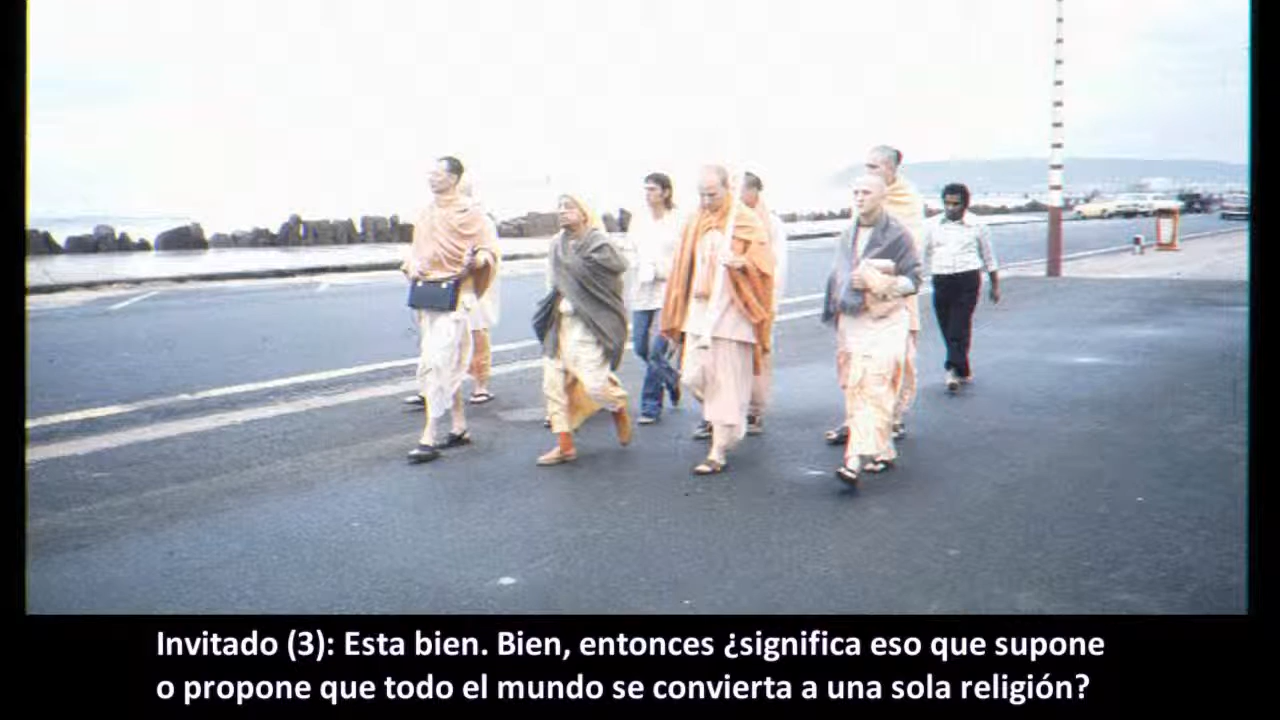 Invitado (3): Esta bien. Bien, entonces ¿significa eso que supone
o propone que todo el mundo se convierta a una sola religión?